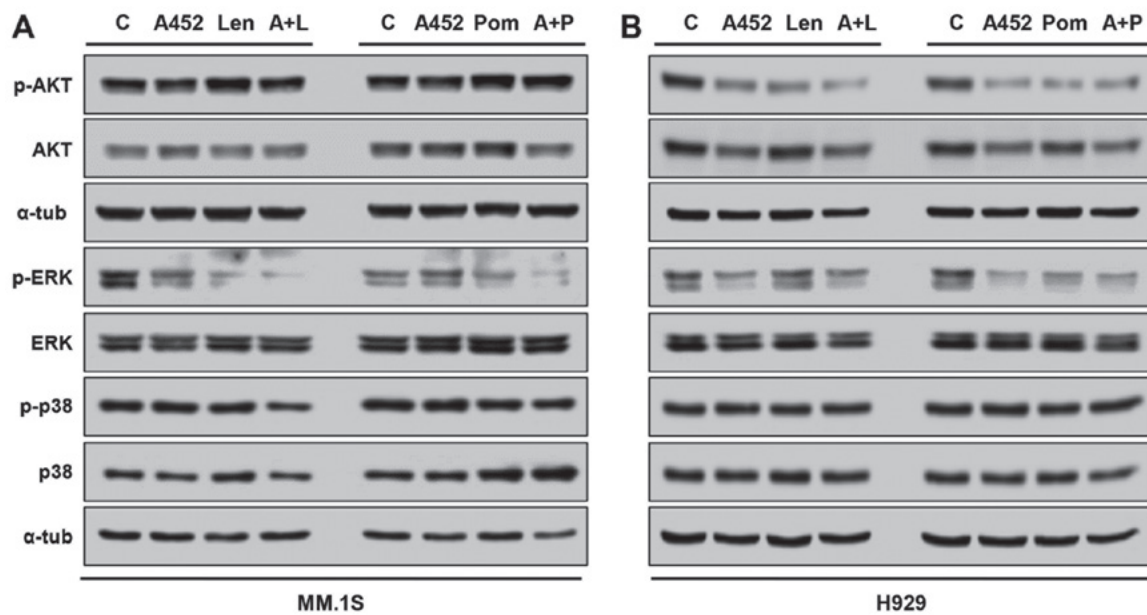 A C A452 Len A+L C A452 Pom A+P B C A452 Len A+L C A452 Pom A+P
p-AKT
AKT
α-tub
p-ERK
ERK
p-p38
p38
α-tub
MM.1S H929